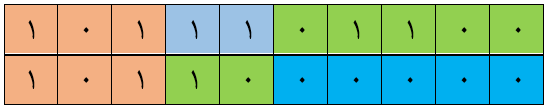 ١ ٠ ١ ١ ١ ٠ ١ ١ ٠ ٠
١ ٠ ١ ١ ٠ ٠ ٠ ٠ ٠ ٠